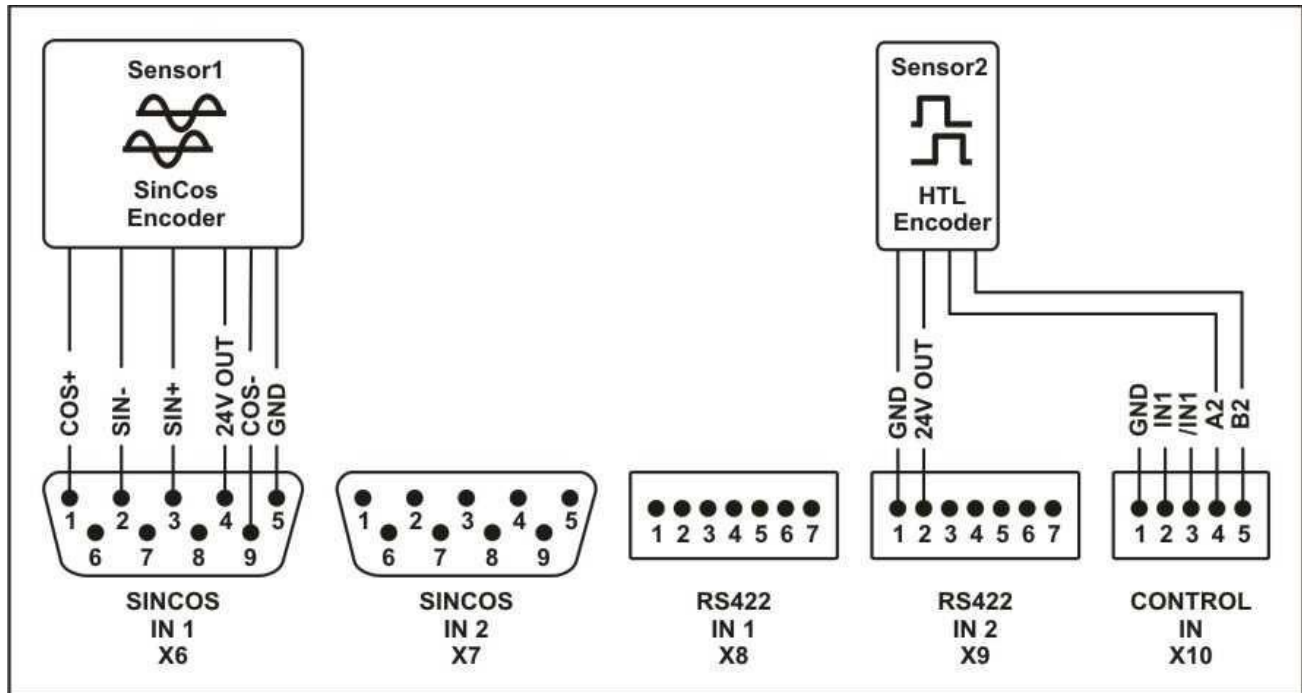 Sensor1
SinCos
Encoder
Sensor2
HTL
Encoder
COS+
SIN-
SIN+
24V OUT
COS-
GND
GND
24V OUT
GND
IN1
/IN1
A2
B2
1 2 3 4 5
6 7 8 9
1 2 3 4 5
6 7 8 9
1 2 3 4 5 6 7
1 2 3 4 5 6 7
1 2 3 4 5
SINCOS
IN 1
X6
SINCOS
IN 2
X7
RS422
IN 1
X8
RS422
IN 2
X9
CONTROL
IN
X10